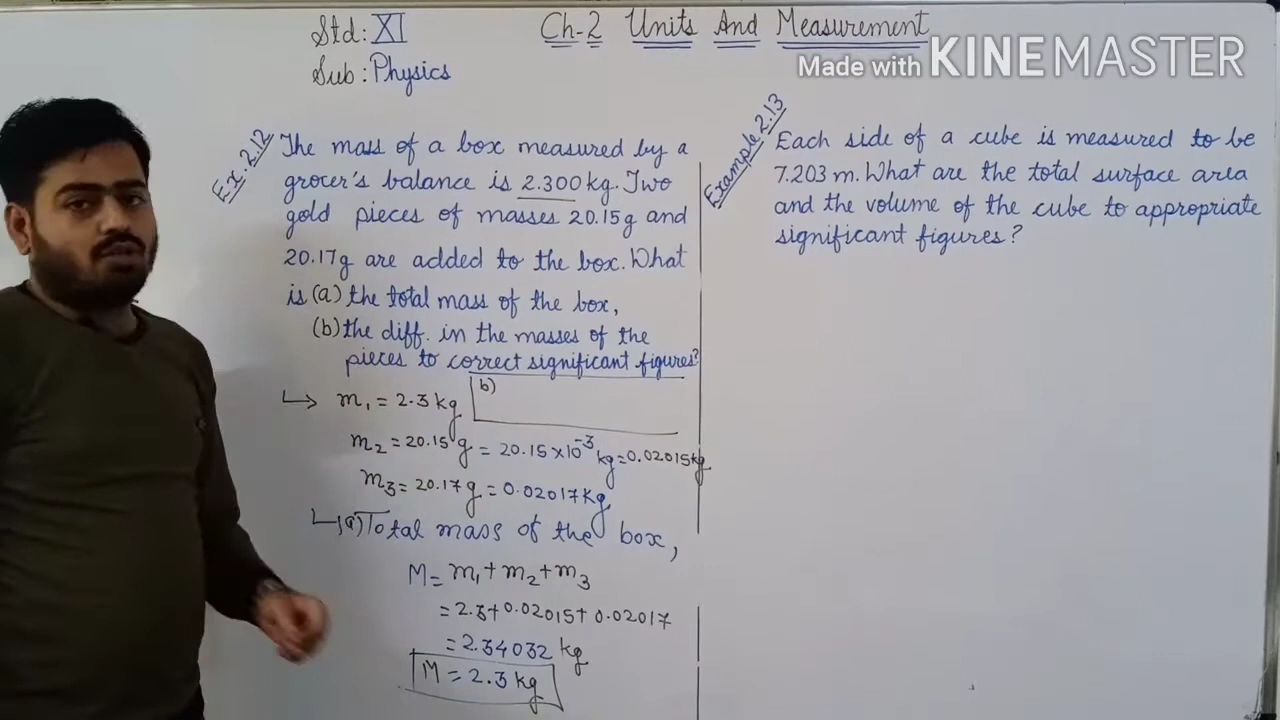 Std: XI
Sub: Physics
Ch-2 Units And Measurement
Made with KINEMASTER
Ex. 2.12
The mass of a box measured by a
grocer's balance is 2.300 kg. Two
gold pieces of masses 20.15g and
20.17g are added to the box. What
is (a) the total mass of the box,
(b) the diff. in the masses of the
pieces to correct significant figures?
↳ m₁ = 2.3 kg
b)
m₂ = 20.15 g = 20.15 × 10⁻³ kg = 0.02015 kg
m₃ = 20.17 g = 0.02017 Kg
↳ (a) Total mass of the box,
M = m₁ + m₂ + m₃
= 2.3 + 0.02015 + 0.02017
= 2.34032 kg
M = 2.3 kg
Example 2.13
Each side of a cube is measured to be
7.203 m. What are the total surface area
and the volume of the cube to appropriate
significant figures?